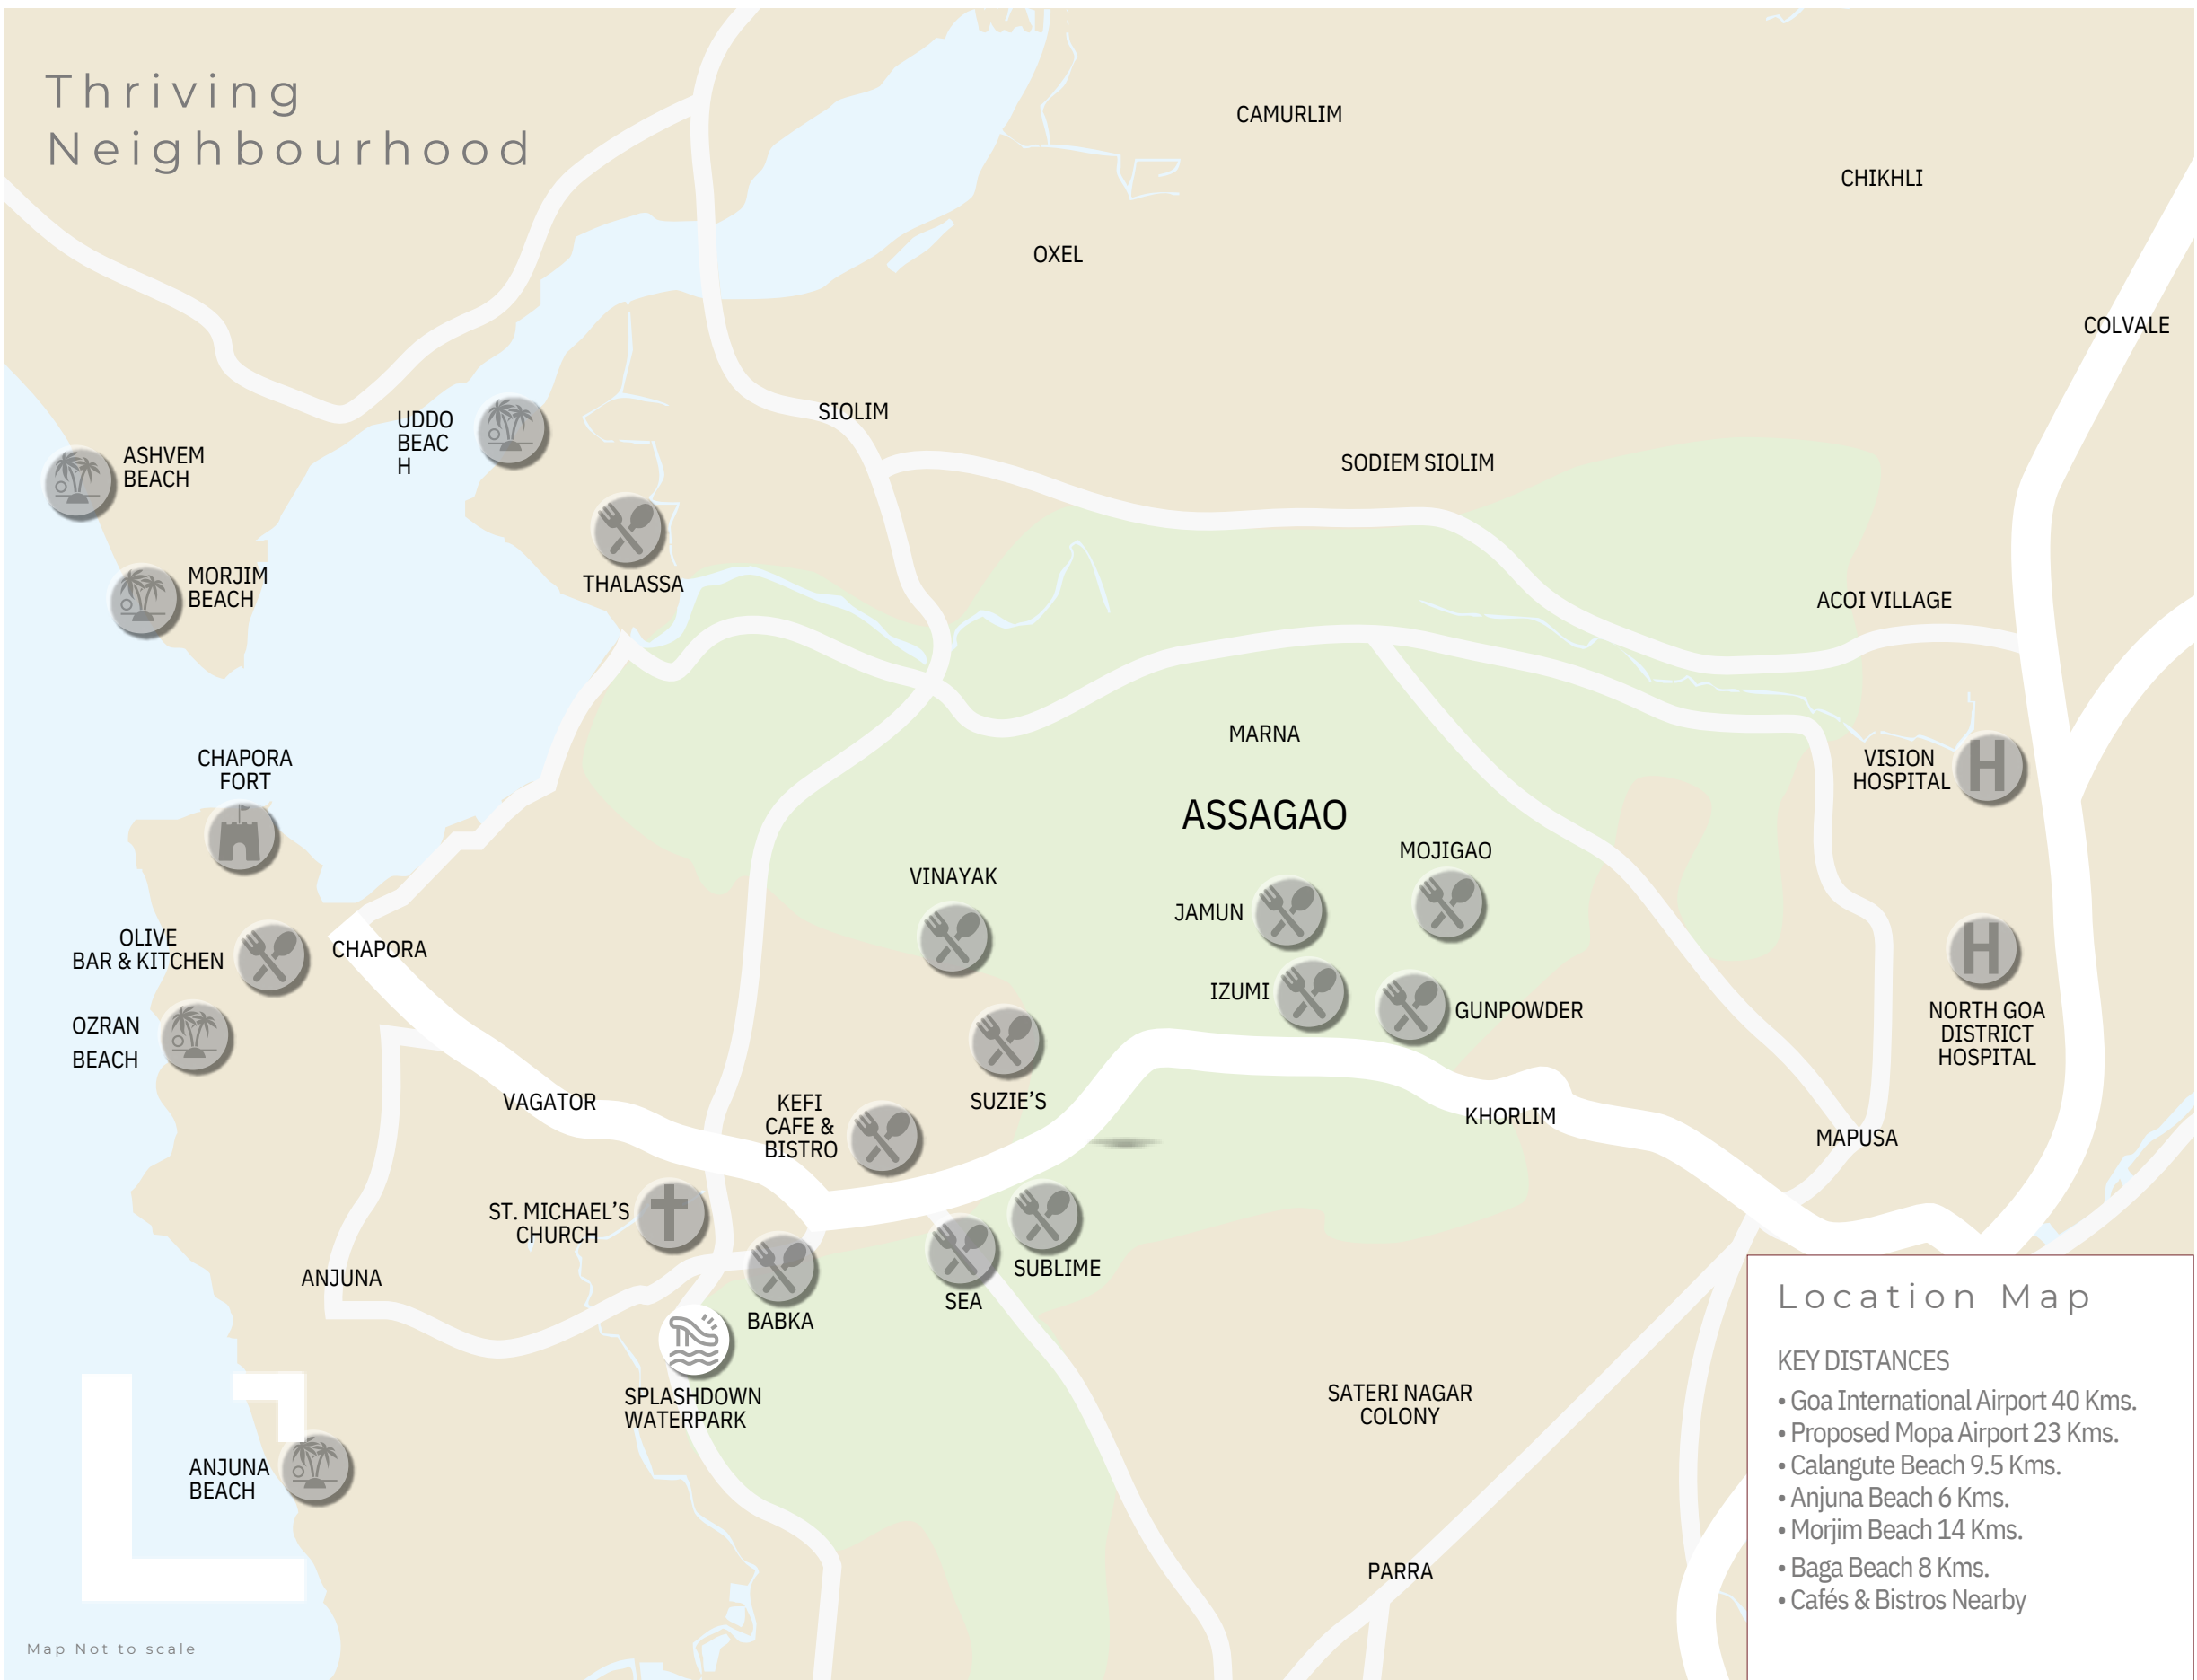 Thriving
Neighbourhood
CAMURLIM
CHIKHLI
OXEL
COLVALE
SIOLIM
UDDO
BEAC
H
ASHVEM
BEACH
SODIEM SIOLIM
MORJIM
BEACH
THALASSA
ACOI VILLAGE
MARNA
CHAPORA
FORT
VISION
HOSPITAL
H
ASSAGAO
MOJIGAO
VINAYAK
JAMUN
OLIVE
BAR & KITCHEN
CHAPORA
H
IZUMI
GUNPOWDER
NORTH GOA
DISTRICT
HOSPITAL
OZRAN
BEACH
VAGATOR
KEFI
CAFE &
BISTRO
SUZIE'S
KHORLIM
MAPUSA
ST. MICHAEL'S
CHURCH
ANJUNA
SUBLIME
SEA
BABKA
SPLASHDOWN
WATERPARK
SATERI NAGAR
COLONY
ANJUNA
BEACH
PARRA
Map Not to scale
Location Map
KEY DISTANCES
• Goa International Airport 40 Kms.
• Proposed Mopa Airport 23 Kms.
• Calangute Beach 9.5 Kms.
• Anjuna Beach 6 Kms.
• Morjim Beach 14 Kms.
• Baga Beach 8 Kms.
• Cafés & Bistros Nearby